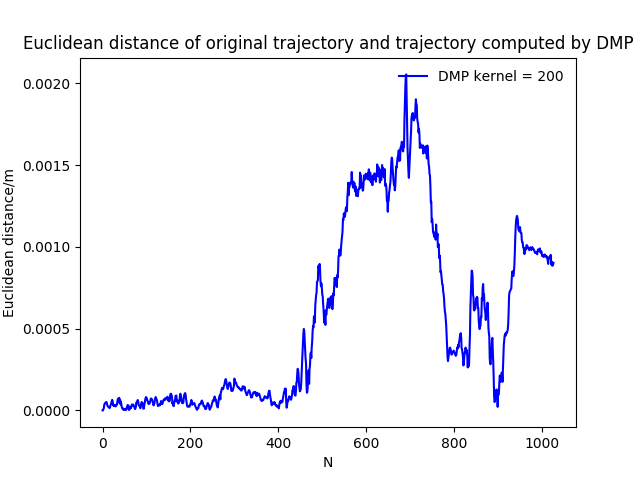 Euclidean distance of original trajectory and trajectory computed by DMP
DMP kernel = 200
0.0020
0.0015
0.0010
0.0005
0.0000
Euclidean distance/m
0 200 400 600 800 1000
N